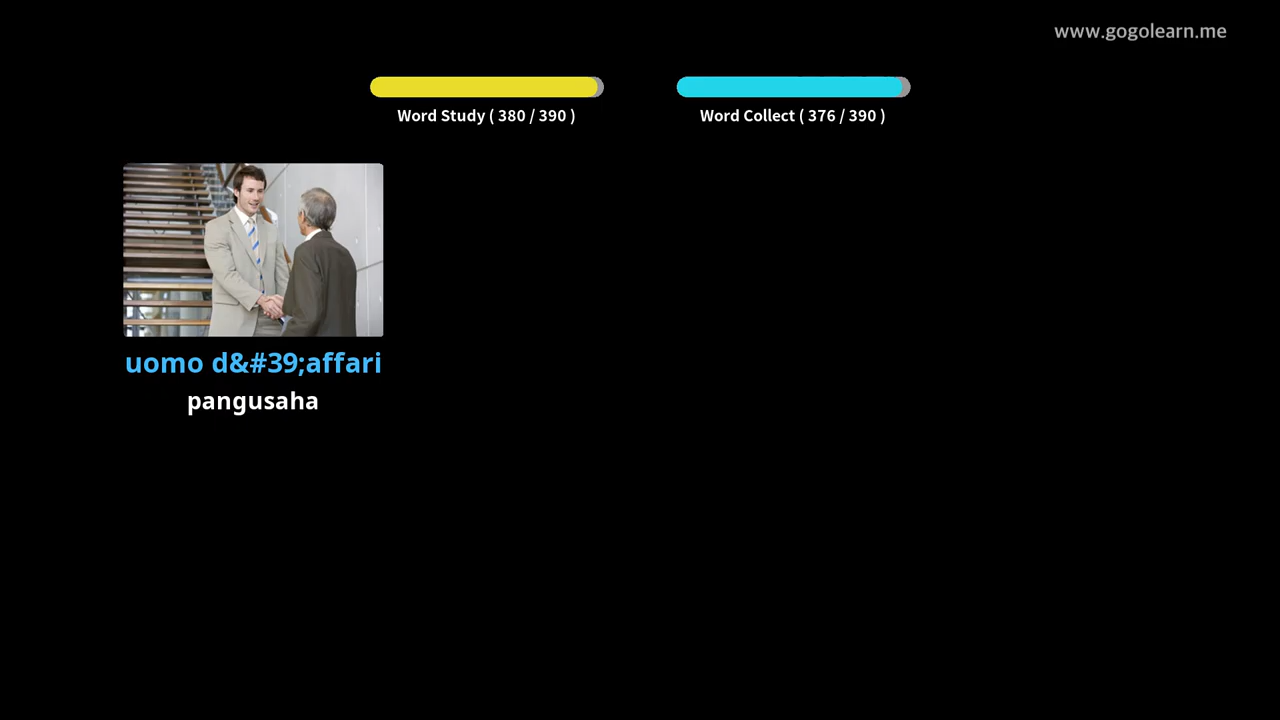 www.gogolearn.me
Word Study ( 380 / 390 )
Word Collect ( 376 / 390 )
uomo d&#39;affari
pangusaha